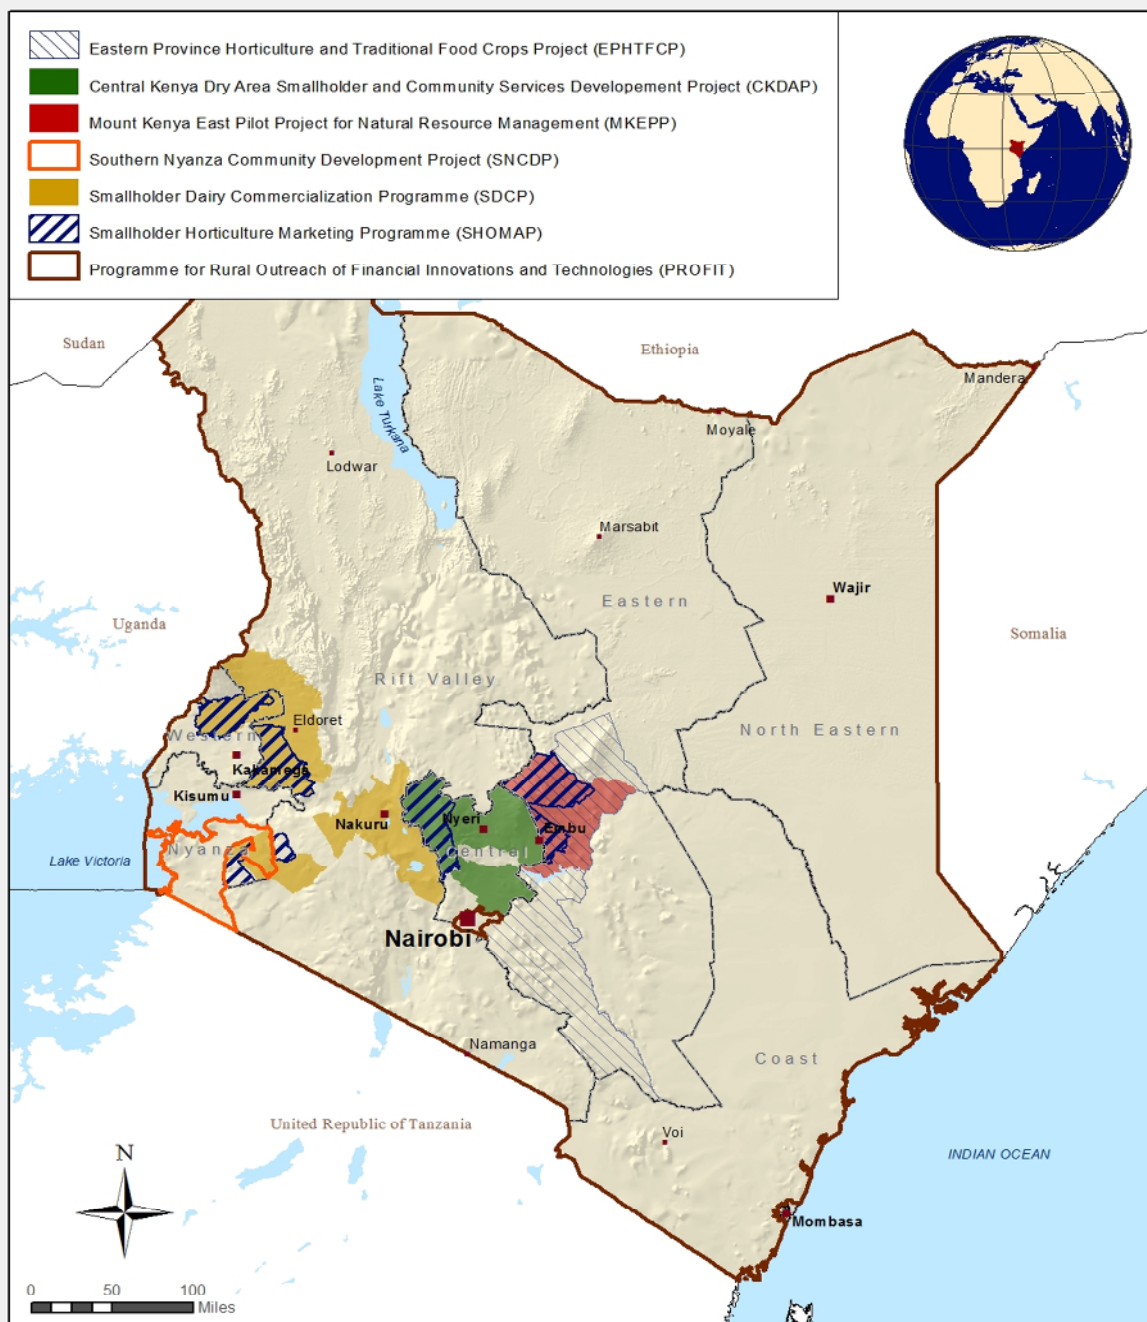 Eastern Province Horticulture and Traditional Food Crops Project (EPHTFCP)
Central Kenya Dry Area Smallholder and Community Services Developement Project (CKDAP)
Mount Kenya East Pilot Project for Natural Resource Management (MKEPP)
Southern Nyanza Community Development Project (SNCDP)
Smallholder Dairy Commercialization Programme (SDCP)
Smallholder Horticulture Marketing Programme (SHOMAP)
Programme for Rural Outreach of Financial Innovations and Technologies (PROFIT)
Sudan
Ethiopia
Mandera
Lake Turkana
Moyale
Lodwar
Marsabit
Wajir
Eastern
Uganda
Somalia
Rift Valley
Eldoret
North Eastern
Western
Kakamega
Kisumu
Nakuru
Nyeri
Embu
Nyanza
Central
Lake Victoria
Nairobi
Namanga
Coast
United Republic of Tanzania
Voi
INDIAN OCEAN
N
Mombasa
0 50 100
Miles